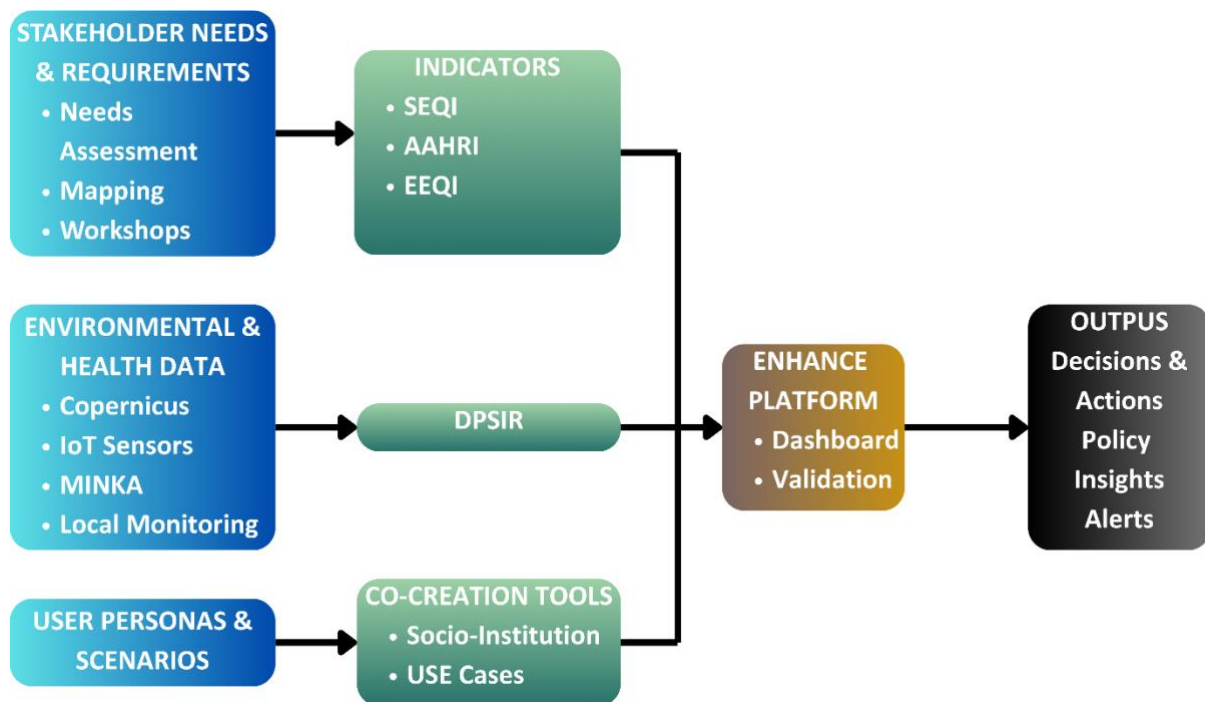 STAKEHOLDER NEEDS
& REQUIREMENTS
• Needs
Assessment
• Mapping
• Workshops
INDICATORS
• SEQI
• AAHRI
• EEQI
ENVIRONMENTAL &
HEALTH DATA
• Copernicus
• IoT Sensors
• MINKA
• Local Monitoring
DPSIR
USER PERSONAS &
SCENARIOS
CO-CREATION TOOLS
• Socio-Institution
• USE Cases
ENHANCE
PLATFORM
• Dashboard
• Validation
OUTPUS
Decisions &
Actions
Policy
Insights
Alerts